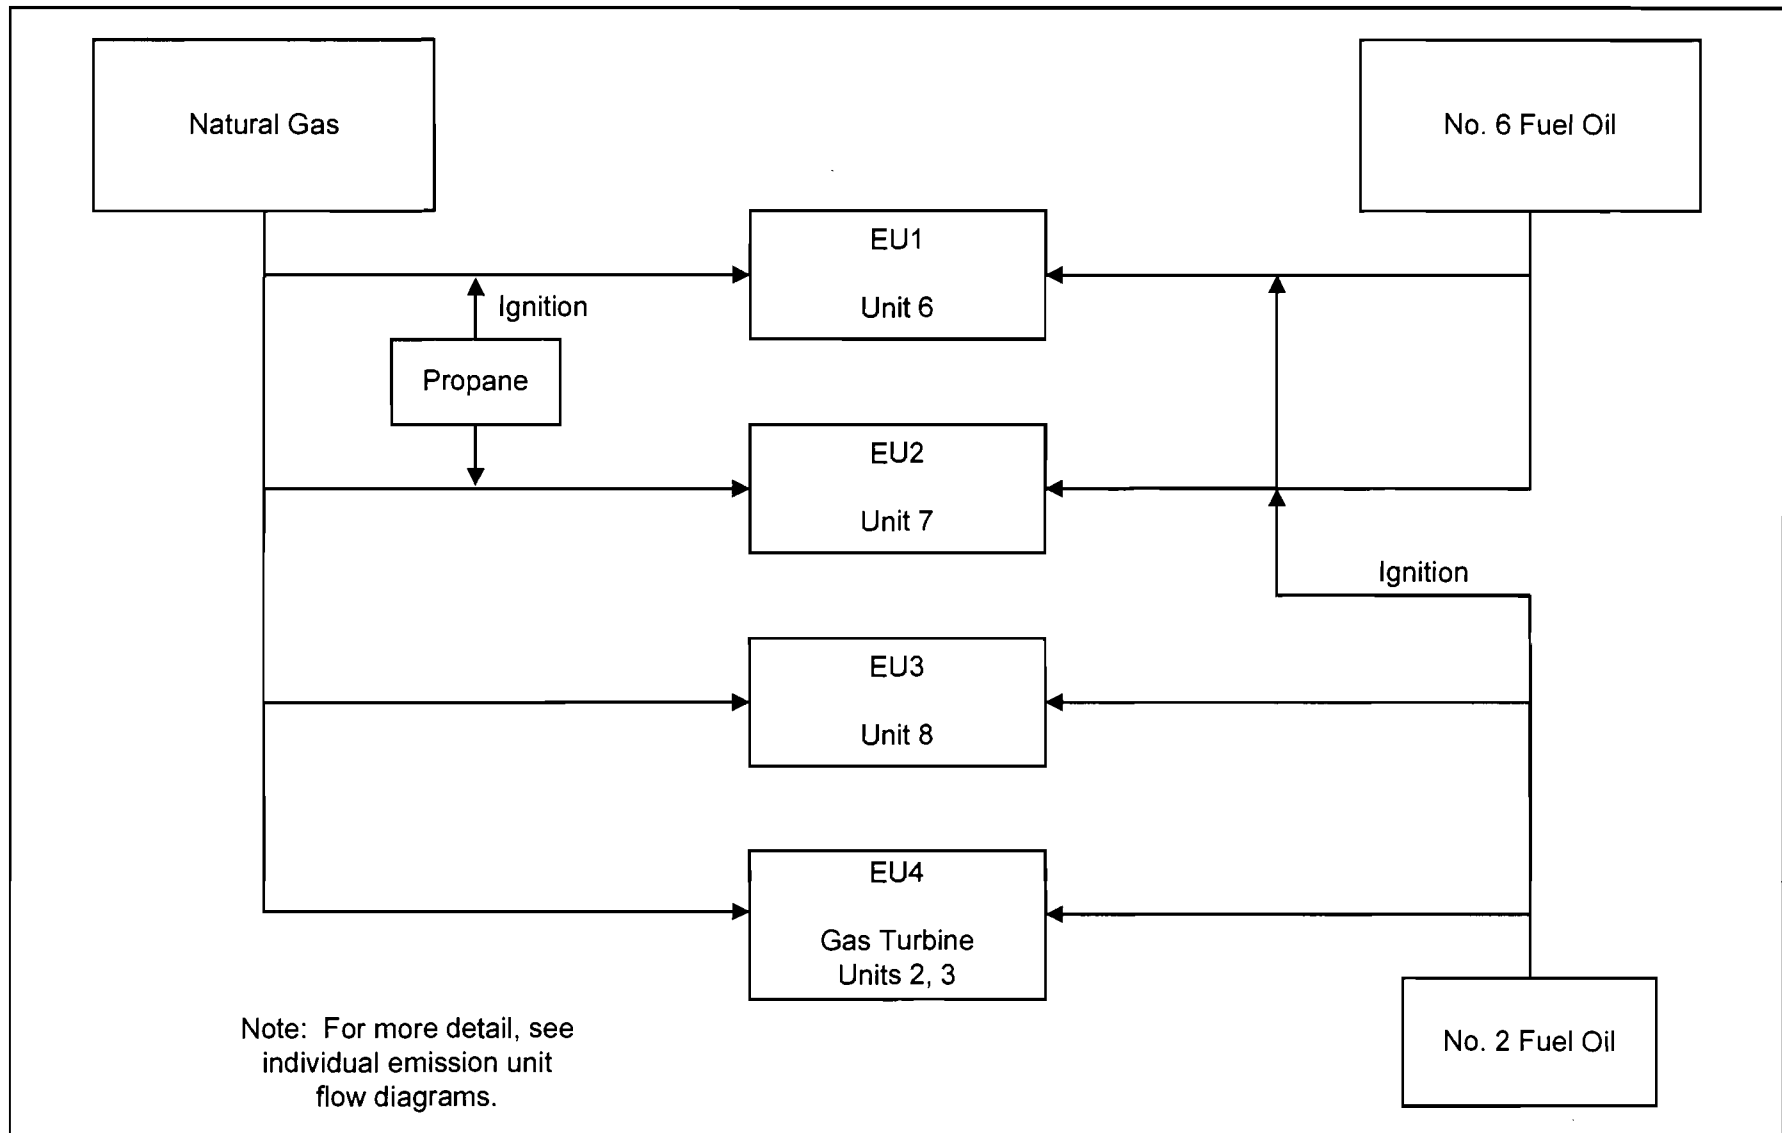 Natural Gas
No. 6 Fuel Oil
EU1
Unit 6
Ignition
Propane
EU2
Unit 7
Ignition
EU3
Unit 8
EU4
Gas Turbine
Units 2, 3
No. 2 Fuel Oil
Note: For more detail, see
individual emission unit
flow diagrams.